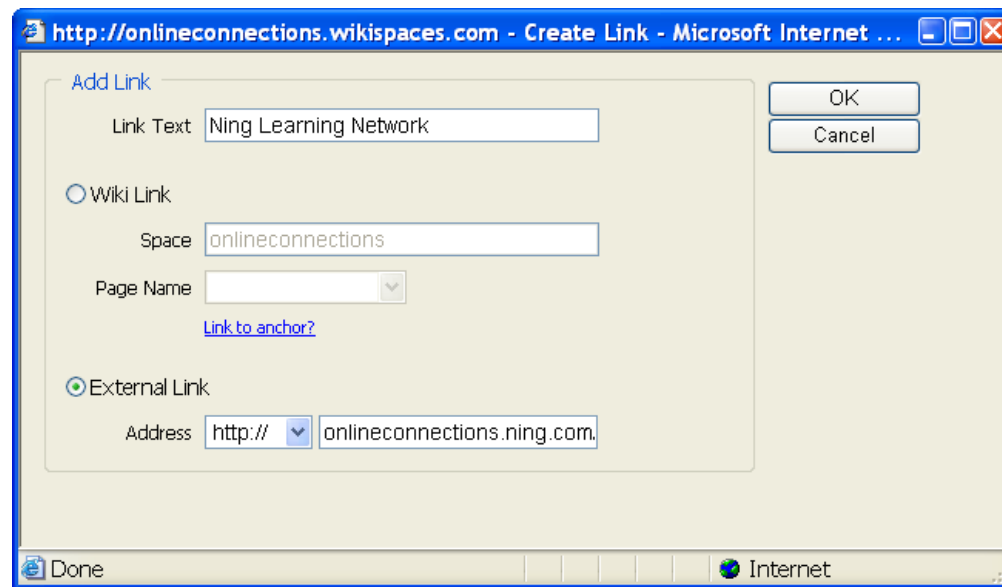 http://onlineconnections.wikispaces.com - Create Link - Microsoft Internet ...
Add Link
OK
Link Text Ning Learning Network
Cancel
Wiki Link
Space onlineconnections
Page Name
Link to anchor?
External Link
Address http:// onlineconnections.ning.com
Done Internet